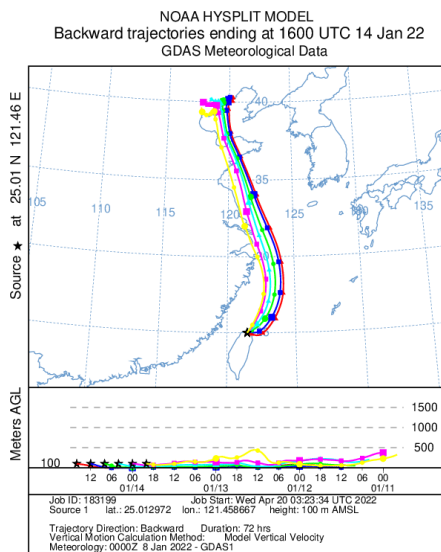 NOAA HYSPLIT MODEL
Backward trajectories ending at 1600 UTC 14 Jan 22
GDAS Meteorological Data
Source ★ at 25.01 N 121.46 E
40
35
105
110
115
120
125
130
135
Meters AGL
1500
1000
500
100
12 06 00 18 12 06 00 18 12 06 00 18 12 06 00
01/14 01/13 01/12 01/11
Job ID: 183199 Job Start: Wed Apr 20 03:23:34 UTC 2022
Source 1 lat.: 25.012972 lon.: 121.458667 height: 100 m AMSL
Trajectory Direction: Backward Duration: 72 hrs
Vertical Motion Calculation Method: Model Vertical Velocity
Meteorology: 0000Z 8 Jan 2022 - GDAS1